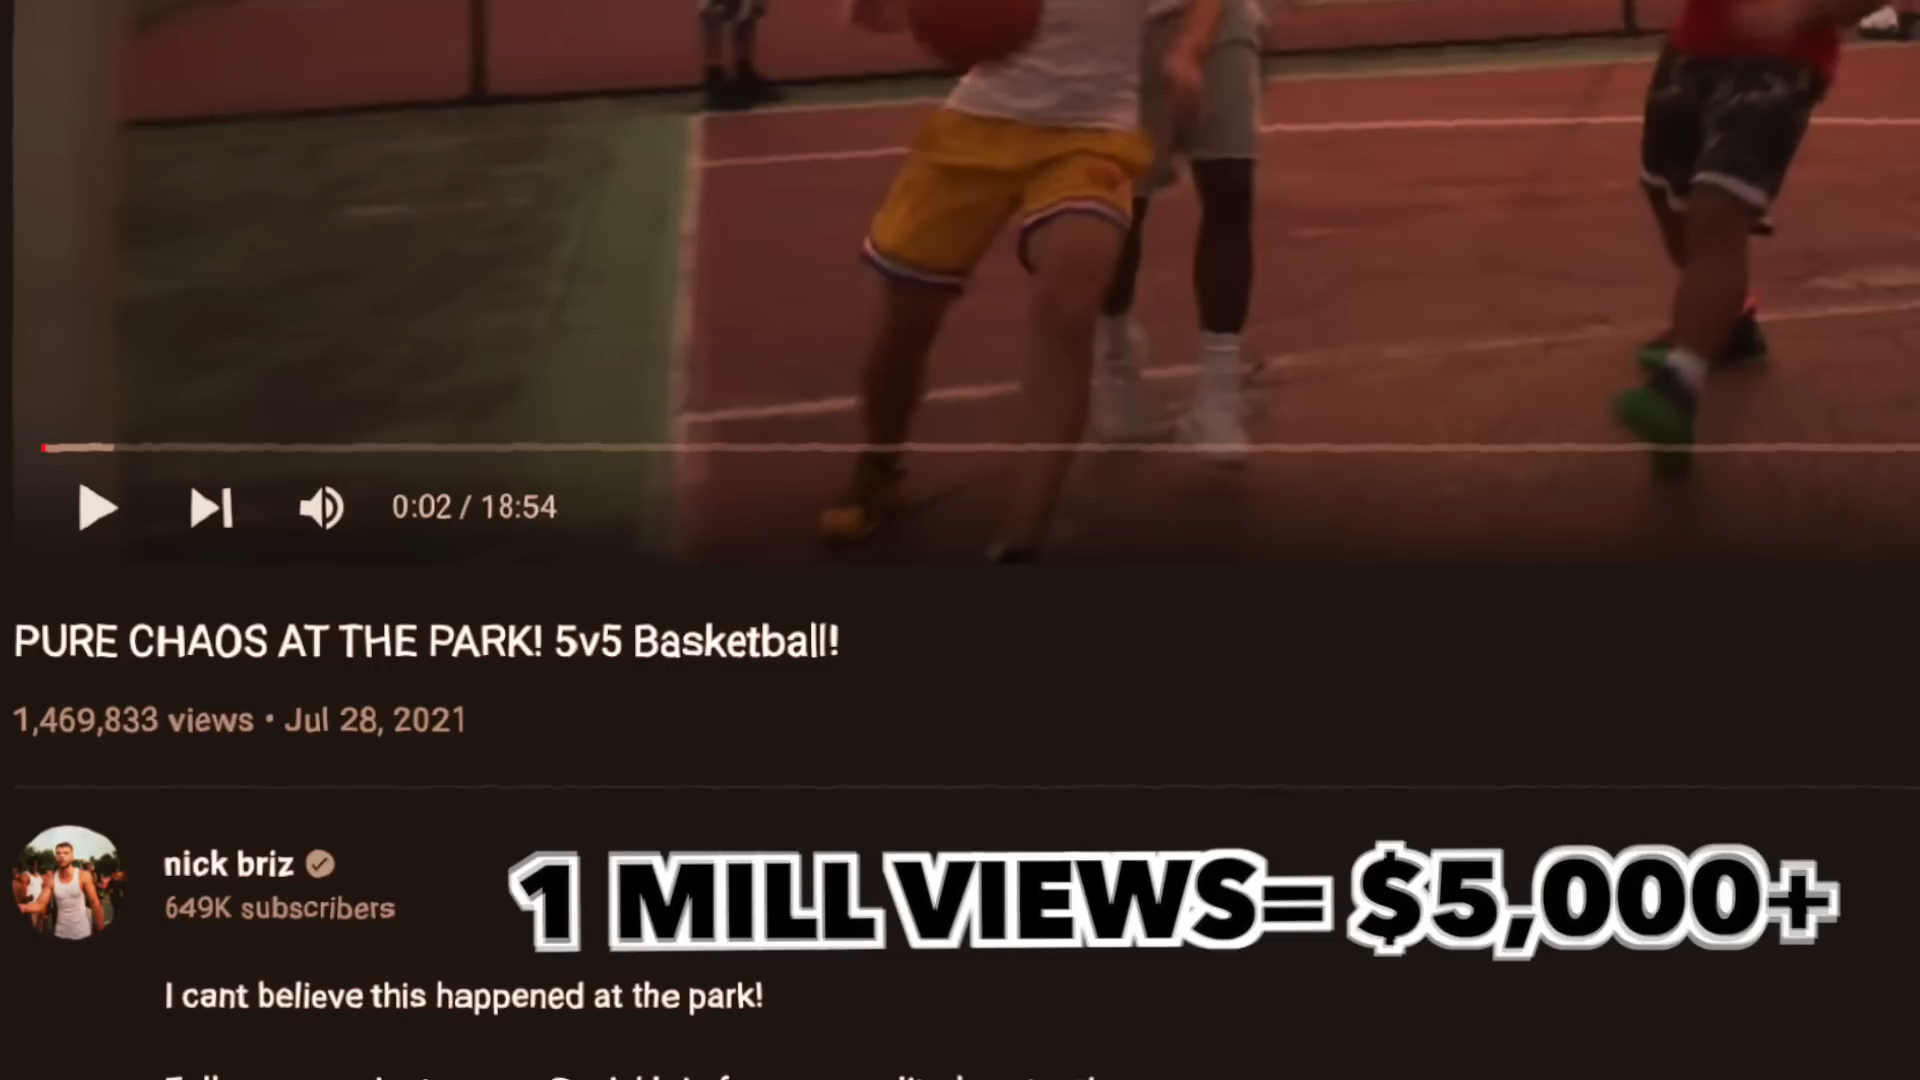 0:02 / 18:54
PURE CHAOS AT THE PARK! 5v5 Basketball!
1,469,833 views • Jul 28, 2021
nick briz
649K subscribers
1 MILL VIEWS= $5,000+
I cant believe this happened at the park!